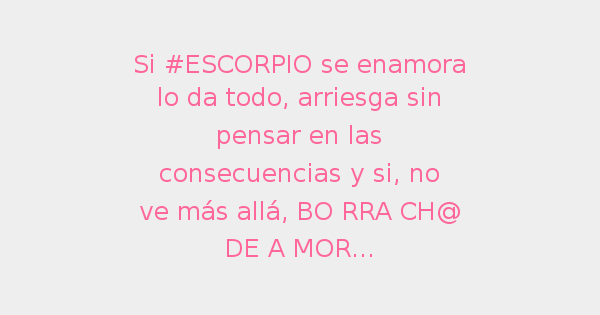 Si #ESCORPIO se enamora
lo da todo, arriesga sin
pensar en las
consecuencias y si, no
ve más allá, BO RRA CH@
DE A MOR...